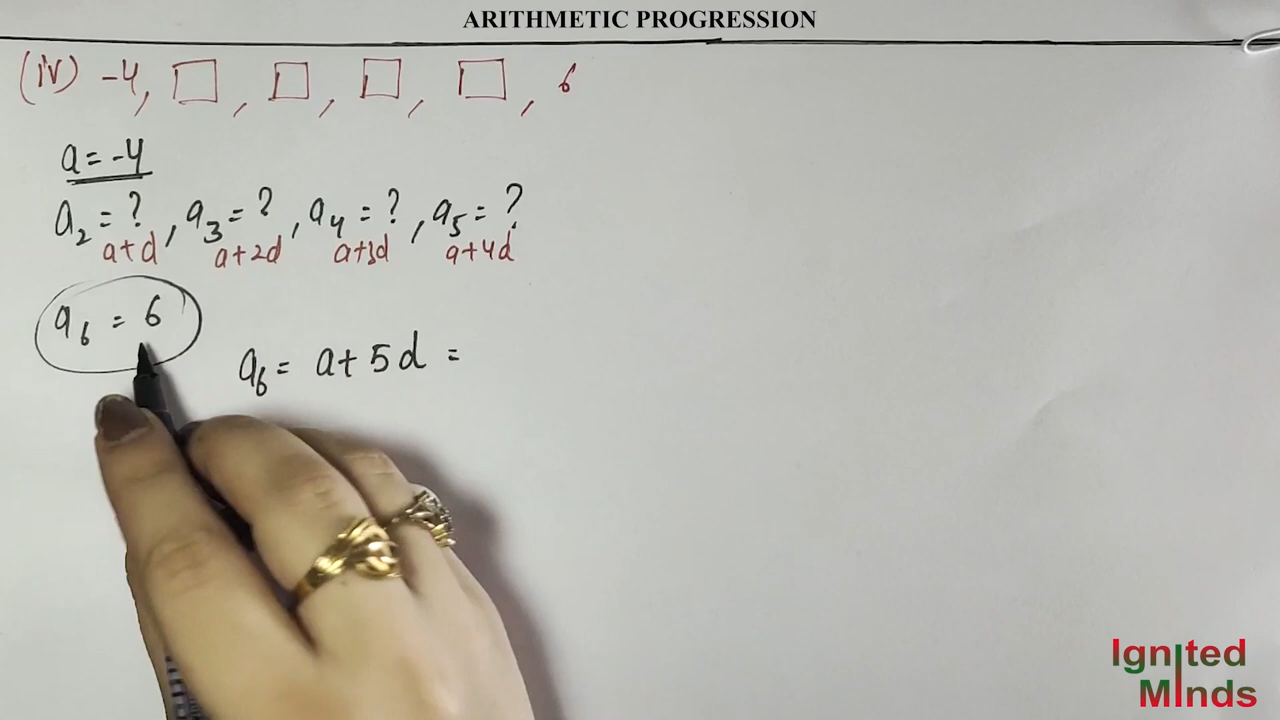 ARITHMETIC PROGRESSION
(iv) -4, □, □, □, □, 6
a = -4
a₂ = ?, a₃ = ?, a₄ = ?, a₅ = ?
a+d a+2d a+3d a+4d
a₆ = 6
a₆ = a + 5d =
Ignited
Minds